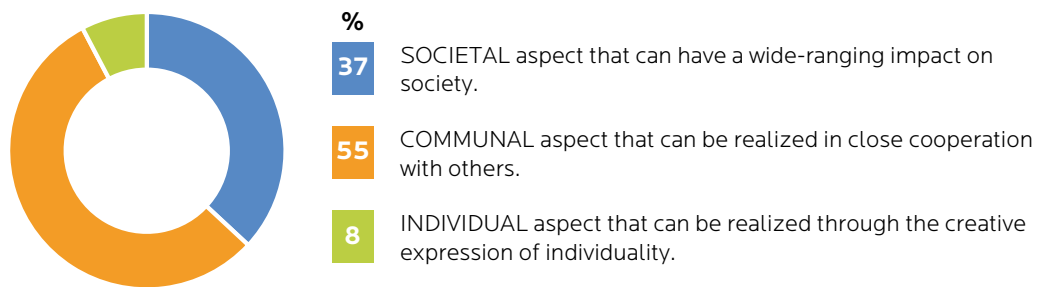 %
37
SOCIETAL aspect that can have a wide-ranging impact on
society.
55
COMMUNAL aspect that can be realized in close cooperation
with others.
8
INDIVIDUAL aspect that can be realized through the creative
expression of individuality.